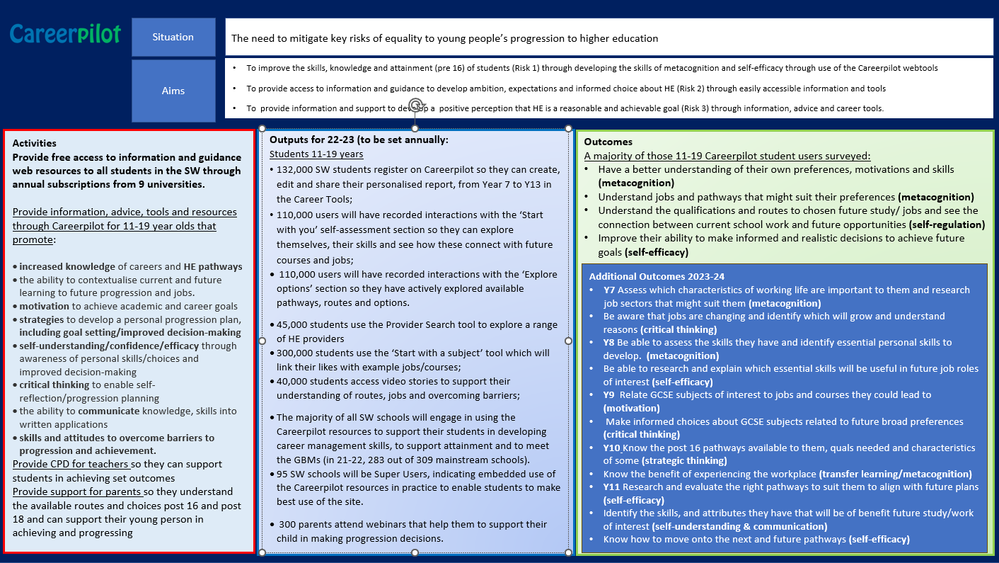 Careerpilot
Situation
The need to mitigate key risks of equality to young people's progression to higher education
Aims
• To improve the skills, knowledge and attainment (pre 16) of students (Risk 1) through developing the skills of metacognition and self-efficacy through use of the Careerpilot webtools
• To provide access to information and guidance to develop ambition, expectations and informed choice about HE (Risk 2) through easily accessible information and tools
• To provide information and support to develop a positive perception that HE is a reasonable and achievable goal (Risk 3) through information, advice and career tools.
Activities
Provide free access to information and guidance
web resources to all students in the SW through
annual subscriptions from 9 universities.
Provide information, advice, tools and resources
through Careerpilot for 11-19 year olds that
promote:
• increased knowledge of careers and HE pathways
• the ability to contextualise current and future
learning to future progression and jobs.
• motivation to achieve academic and career goals
• strategies to develop a personal progression plan,
including goal setting/improved decision-making
• self-understanding/confidence/efficacy through
awareness of personal skills/choices and
improved decision-making
• critical thinking to enable self-
reflection/progression planning
• the ability to communicate knowledge, skills into
written applications
• skills and attitudes to overcome barriers to
progression and achievement.
Provide CPD for teachers so they can support
students in achieving set outcomes
Provide support for parents so they understand
the available routes and choices post 16 and post
18 and can support their young person in
achieving and progressing
Outputs for 22-23 (to be set annually:
Students 11-19 years
• 132,000 SW students register on Careerpilot so they can create,
edit and share their personalised report, from Year 7 to Y13 in
the Career Tools;
• 110,000 users will have recorded interactions with the 'Start
with you' self-assessment section so they can explore
themselves, their skills and see how these connect with future
courses and jobs;
• 110,000 users will have recorded interactions with the 'Explore
options' section so they have actively explored available
pathways, routes and options.
• 45,000 students use the Provider Search tool to explore a range
of HE providers
• 300,000 students use the 'Start with a subject' tool which will
link their likes with example jobs/courses;
• 40,000 students access video stories to support their
understanding of routes, jobs and overcoming barriers;
• The majority of all SW schools will engage in using the
Careerpilot resources to support their students in developing
career management skills, to support attainment and to meet
the GBMs (in 21-22, 283 out of 309 mainstream schools).
• 95 SW schools will be Super Users, indicating embedded use of
the Careerpilot resources in practice to enable students to make
best use of the site.
• 300 parents attend webinars that help them to support their
child in making progression decisions.
Outcomes
A majority of those 11-19 Careerpilot student users surveyed:
• Have a better understanding of their own preferences, motivations and skills
(metacognition)
• Understand jobs and pathways that might suit their preferences (metacognition)
• Understand the qualifications and routes to chosen future study/ jobs and see the
connection between current school work and future opportunities (self-regulation)
• Improve their ability to make informed and realistic decisions to achieve future
goals (self-efficacy)
Additional Outcomes 2023-24
• Y7 Assess which characteristics of working life are important to them and research
job sectors that might suit them (metacognition)
• Be aware that jobs are changing and identify which will grow and understand
reasons (critical thinking)
• Y8 Be able to assess the skills they have and identify essential personal skills to
develop. (metacognition)
• Be able to research and explain which essential skills will be useful in future job roles
of interest (self-efficacy)
• Y9 Relate GCSE subjects of interest to jobs and courses they could lead to
(motivation)
• Make informed choices about GCSE subjects related to future broad preferences
(critical thinking)
• Y10 Know the post 16 pathways available to them, quals needed and characteristics
of some (strategic thinking)
• Know the benefit of experiencing the workplace (transfer learning/metacognition)
• Y11 Research and evaluate the right pathways to suit them to align with future plans
(self-efficacy)
• Identify the skills, and attributes they have that will be of benefit future study/work
of interest (self-understanding & communication)
• Know how to move onto the next and future pathways (self-efficacy)